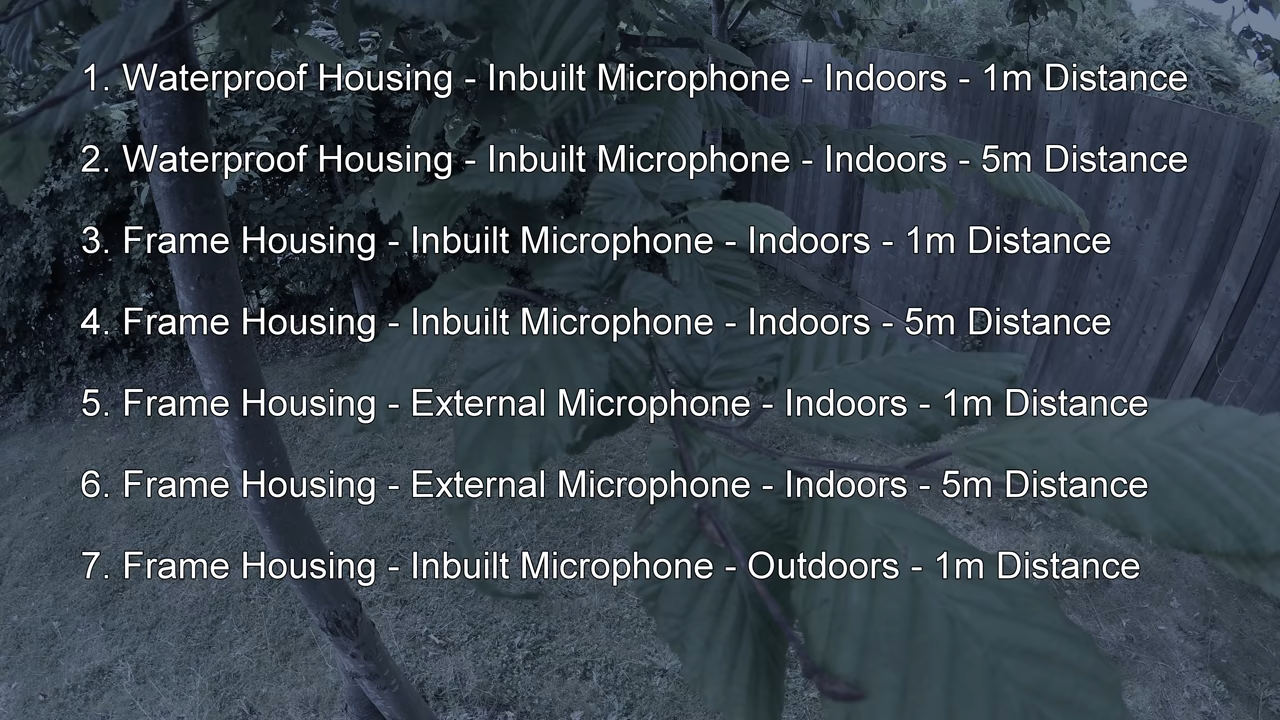 1. Waterproof Housing - Inbuilt Microphone - Indoors - 1m Distance
2. Waterproof Housing - Inbuilt Microphone - Indoors - 5m Distance
3. Frame Housing - Inbuilt Microphone - Indoors - 1m Distance
4. Frame Housing - Inbuilt Microphone - Indoors - 5m Distance
5. Frame Housing - External Microphone - Indoors - 1m Distance
6. Frame Housing - External Microphone - Indoors - 5m Distance
7. Frame Housing - Inbuilt Microphone - Outdoors - 1m Distance